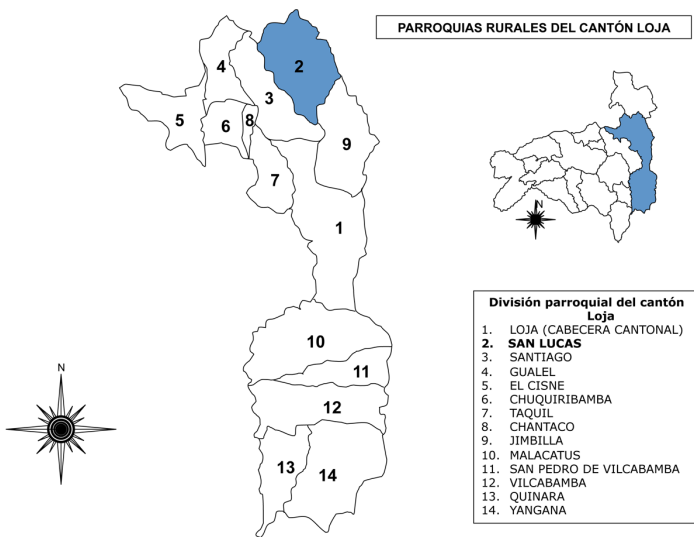 PARROQUIAS RURALES DEL CANTÓN LOJA
2
4
3
5
6
8
9
7
1
10
11
12
13
14
N
N
División parroquial del cantón
Loja
1. LOJA (CABECERA CANTONAL)
2. SAN LUCAS
3. SANTIAGO
4. GUALEL
5. EL CISNE
6. CHUQUIRIBAMBA
7. TAQUIL
8. CHANTACO
9. JIMBILLA
10. MALACATUS
11. SAN PEDRO DE VILCABAMBA
12. VILCABAMBA
13. QUINARA
14. YANGANA